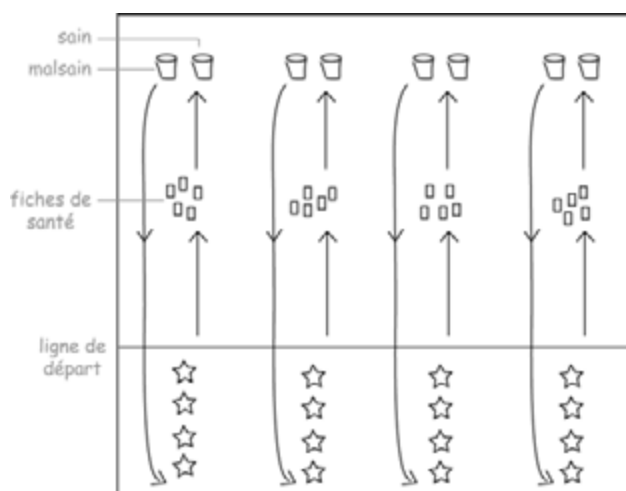 sain
malsain
fiches de
santé
ligne de
départ